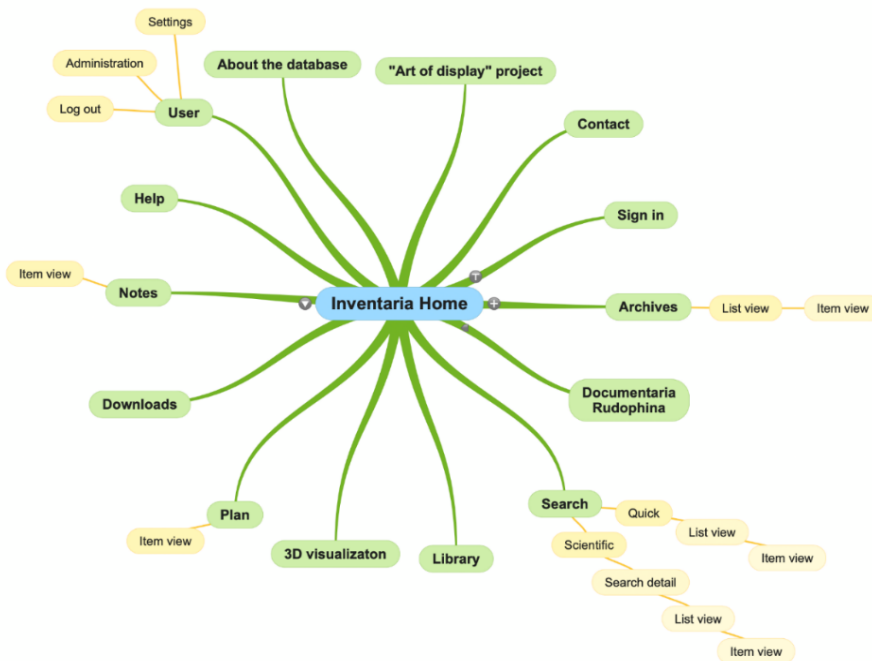 Settings
Administration
Log out
User
About the database
"Art of display" project
Contact
Help
Sign in
Item view
Notes
Inventaria Home
Archives
List view
Item view
Downloads
Documentaria
Rudophina
Plan
Item view
3D visualizaton
Library
Search
Quick
List view
Item view
Scientific
Search detail
List view
Item view